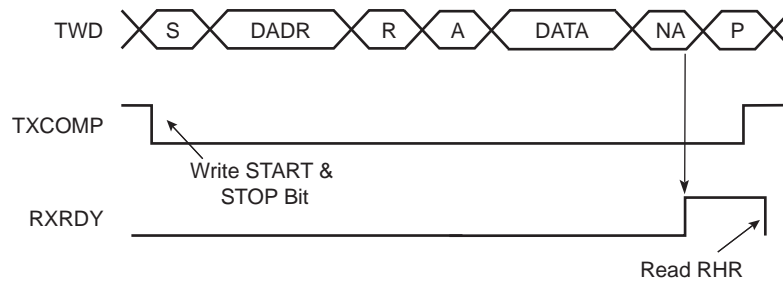 TWD S DADR R A DATA NA P
TXCOMP
Write START &
STOP Bit
RXRDY
Read RHR